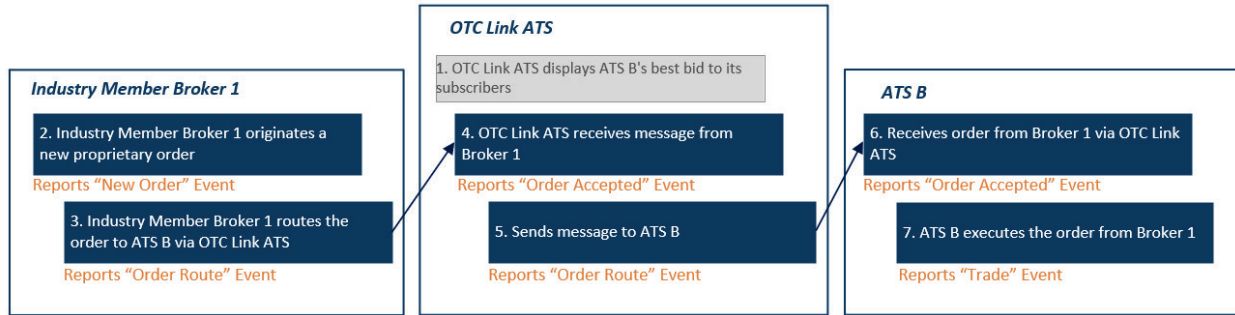 Industry Member Broker 1
2. Industry Member Broker 1 originates a
new proprietary order
Reports “New Order” Event
3. Industry Member Broker 1 routes the
order to ATS B via OTC Link ATS
Reports “Order Route” Event
OTC Link ATS
1. OTC Link ATS displays ATS B's best bid to its
subscribers
4. OTC Link ATS receives message from
Broker 1
Reports “Order Accepted” Event
5. Sends message to ATS B
Reports “Order Route” Event
ATS B
6. Receives order from Broker 1 via OTC Link
ATS
Reports “Order Accepted” Event
7. ATS B executes the order from Broker 1
Reports “Trade” Event